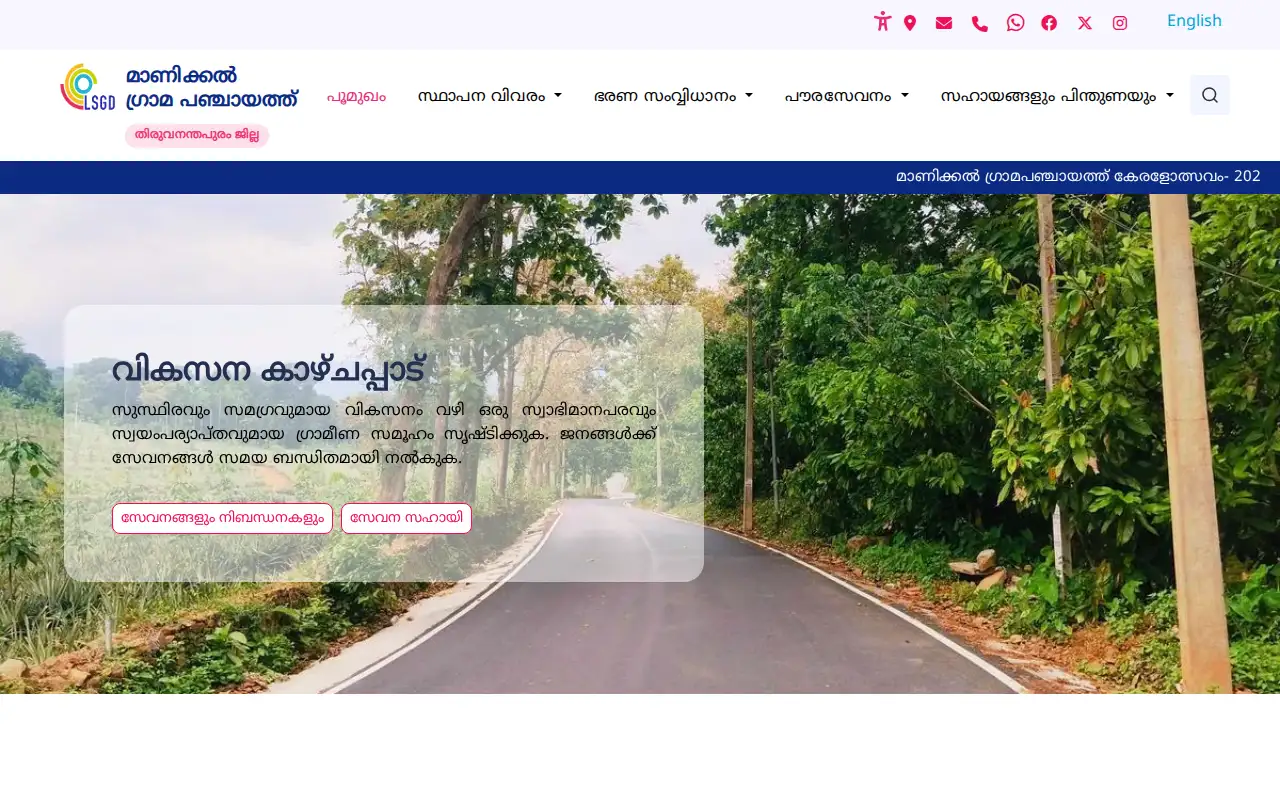 English
LSGD
മാണിക്കൽ
ഗ്രാമ പഞ്ചായത്ത്
തിരുവനന്തപുരം ജില്ല
പൂമുഖം
സ്ഥാപന വിവരം
ഭരണ സംവ്വിധാനം
പൗരസേവനം
സഹായങ്ങളും പിന്തുണയും
മാണിക്കൽ ഗ്രാമപഞ്ചായത്ത് കേരളോത്സവം- 202
വികസന കാഴ്ചപ്പാട്
സുസ്ഥിരവും സമഗ്രവുമായ വികസനം വഴി ഒരു സ്വാഭിമാനപരവും
സ്വയംപര്യാപ്തവുമായ ഗ്രാമീണ സമൂഹം സൃഷ്ടിക്കുക. ജനങ്ങൾക്ക്
സേവനങ്ങൾ സമയ ബന്ധിതമായി നൽകുക.
സേവനങ്ങളും നിബന്ധനകളും
സേവന സഹായി